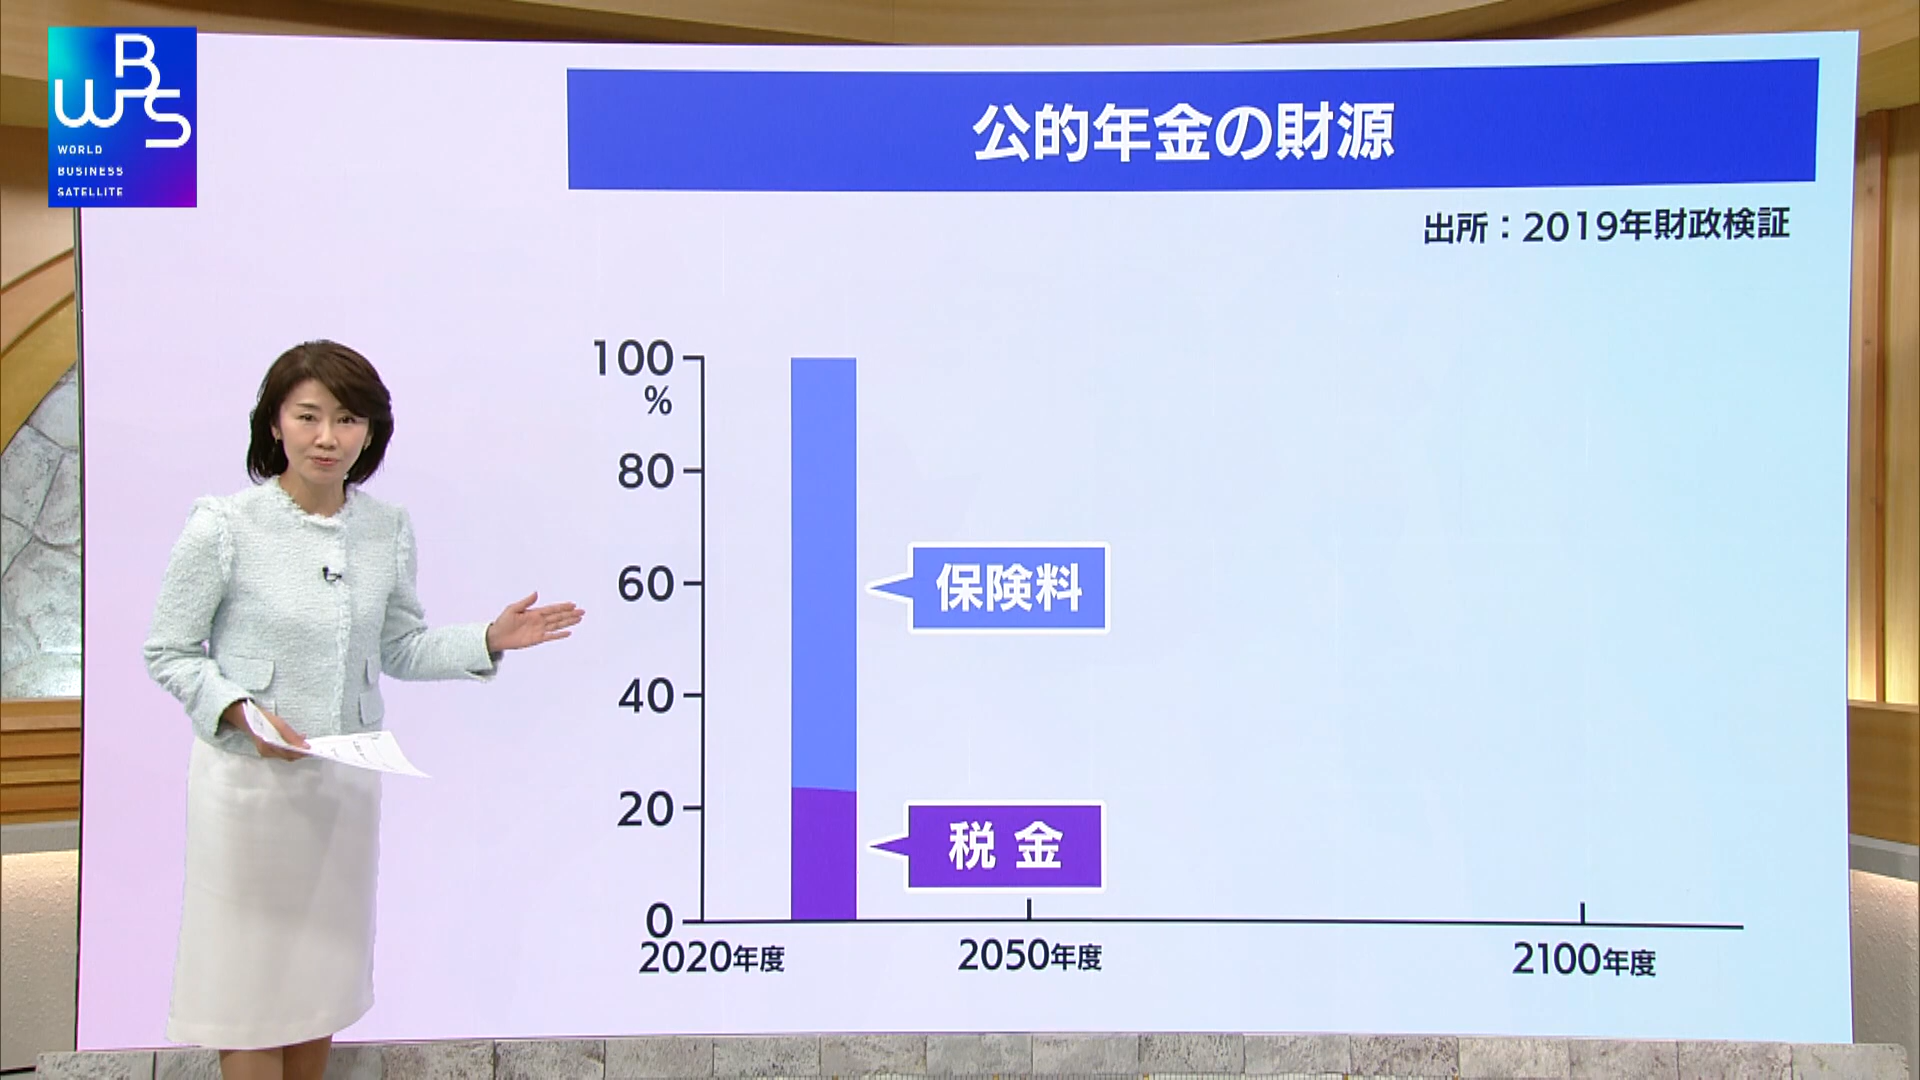 WBS
WORLD
BUSINESS
SATELLITE
公的年金の財源
出所：2019年財政検証
100
%
80
60
保険料
40
20
税金
0
2020年度
2050年度
2100年度